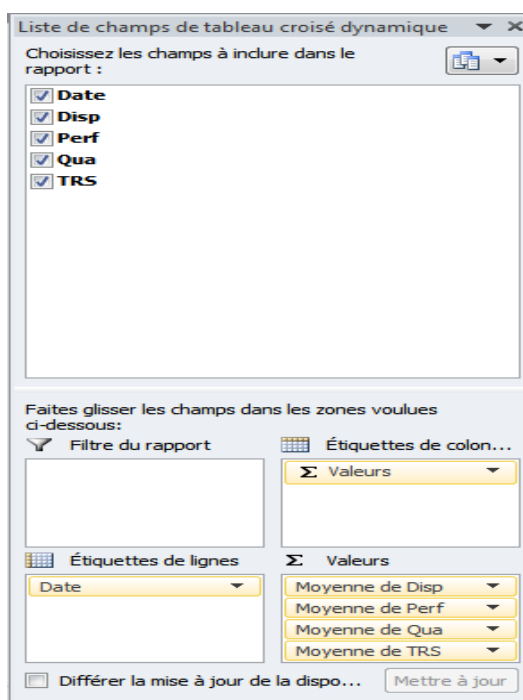 Liste de champs de tableau croisé dynamique
Choisissez les champs à inclure dans le
rapport :
Date
Disp
Perf
Qua
TRS
Faites glisser les champs dans les zones voulues
ci-dessous:
Filtre du rapport
Étiquettes de colon...
Σ Valeurs
Étiquettes de lignes
Σ Valeurs
Date
Moyenne de Disp
Moyenne de Perf
Moyenne de Qua
Moyenne de TRS
Différer la mise à jour de la dispo...
Mettre à jour